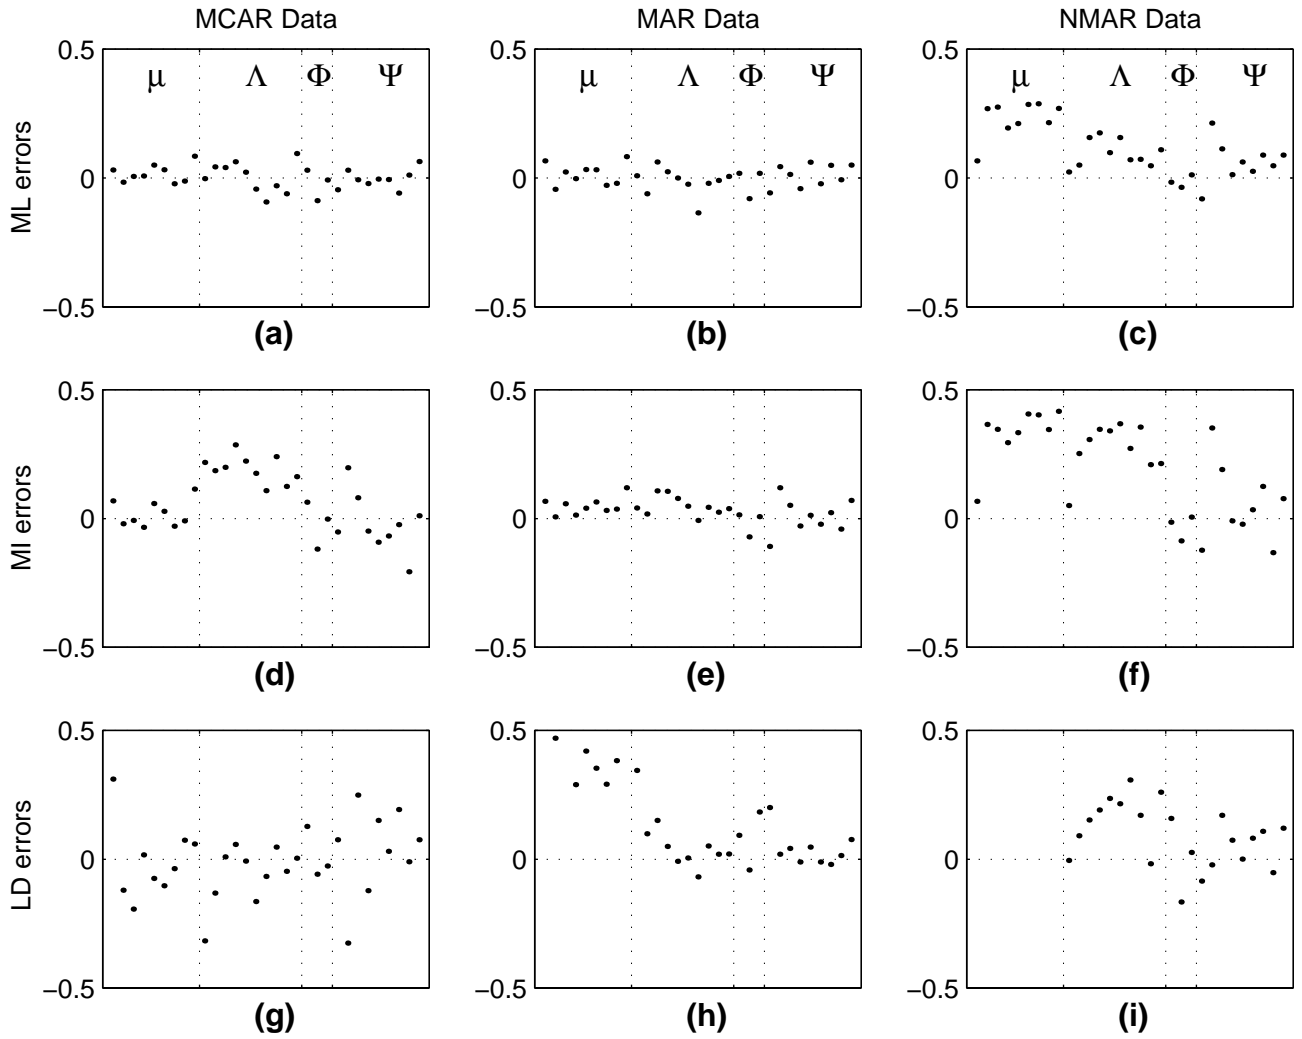 MCAR Data MAR Data NMAR Data
0.5 0.5 0.5
μ Λ Φ Ψ μ Λ Φ Ψ μ Λ Φ Ψ
ML errors
0 0 0
−0.5 −0.5 −0.5
(a) (b) (c)
0.5 0.5 0.5
MI errors
0 0 0
−0.5 −0.5 −0.5
(d) (e) (f)
0.5 0.5 0.5
LD errors
0 0 0
−0.5 −0.5 −0.5
(g) (h) (i)